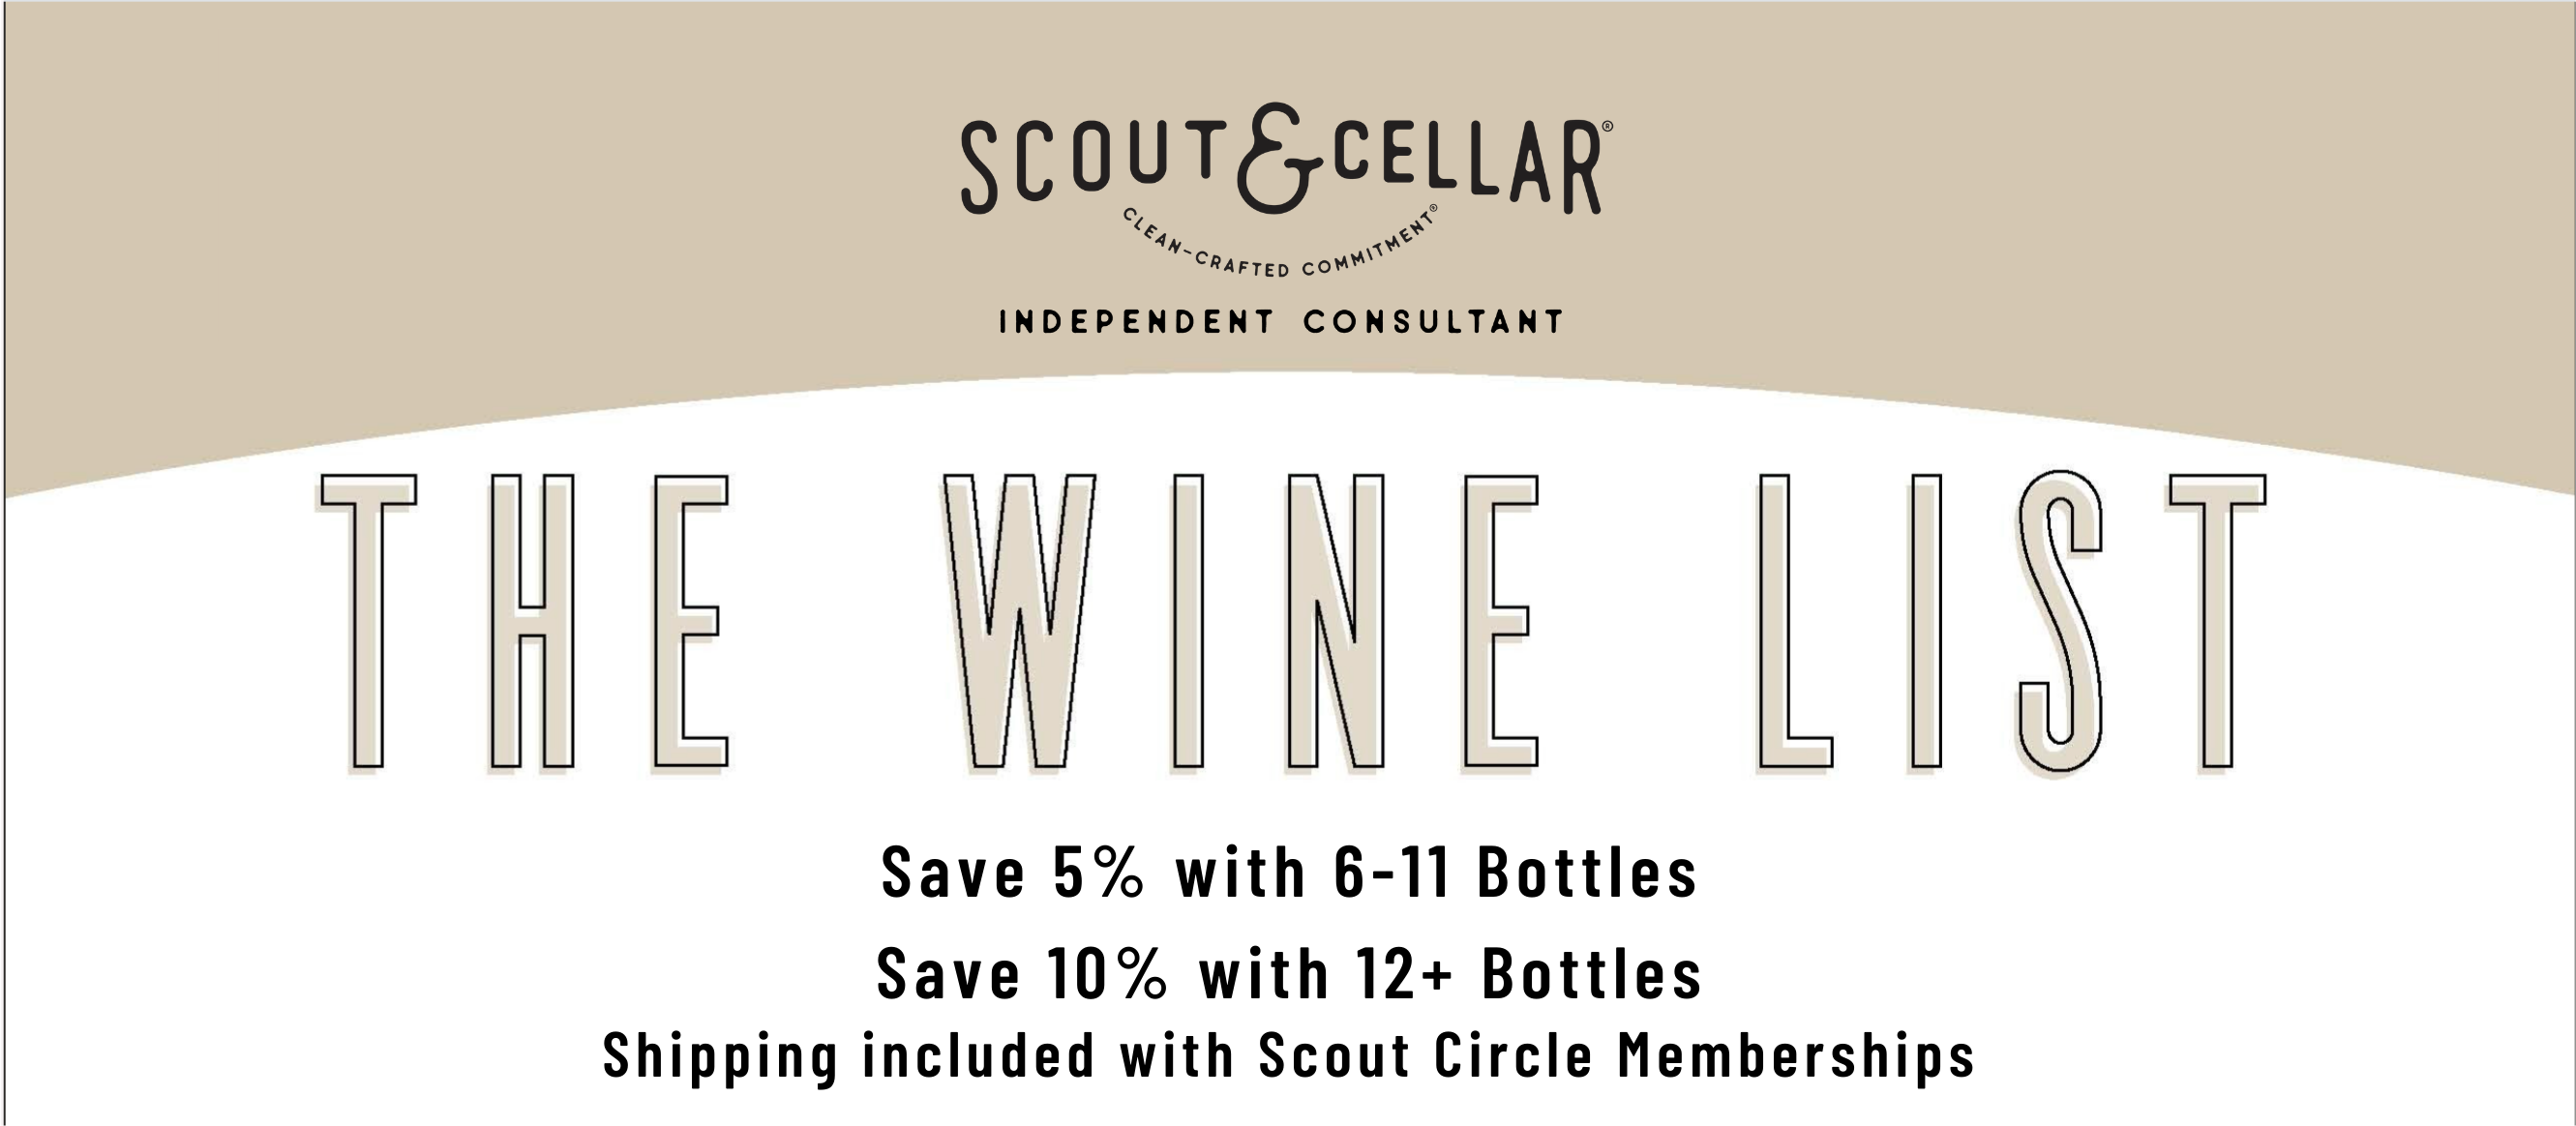 SCOUT & CELLAR®
CLEAN-CRAFTED COMMITMENT®
INDEPENDENT CONSULTANT
THE WINE LIST
Save 5% with 6-11 Bottles
Save 10% with 12+ Bottles
Shipping included with Scout Circle Memberships